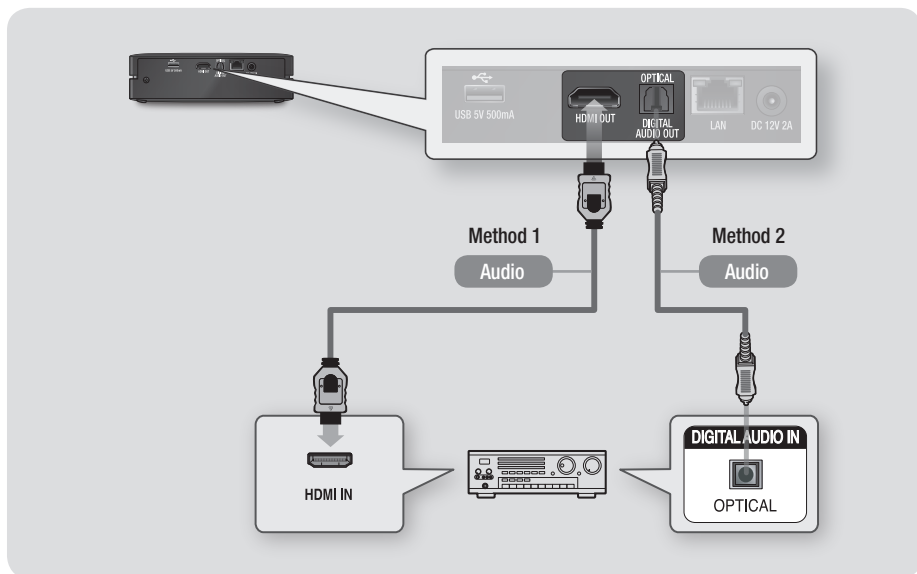 USB 5V 500mA
HDMI OUT
OPTICAL
DIGITAL
AUDIO OUT
LAN
DC 12V 2A
Method 1
Audio
Method 2
Audio
HDMI IN
DIGITAL AUDIO IN
OPTICAL